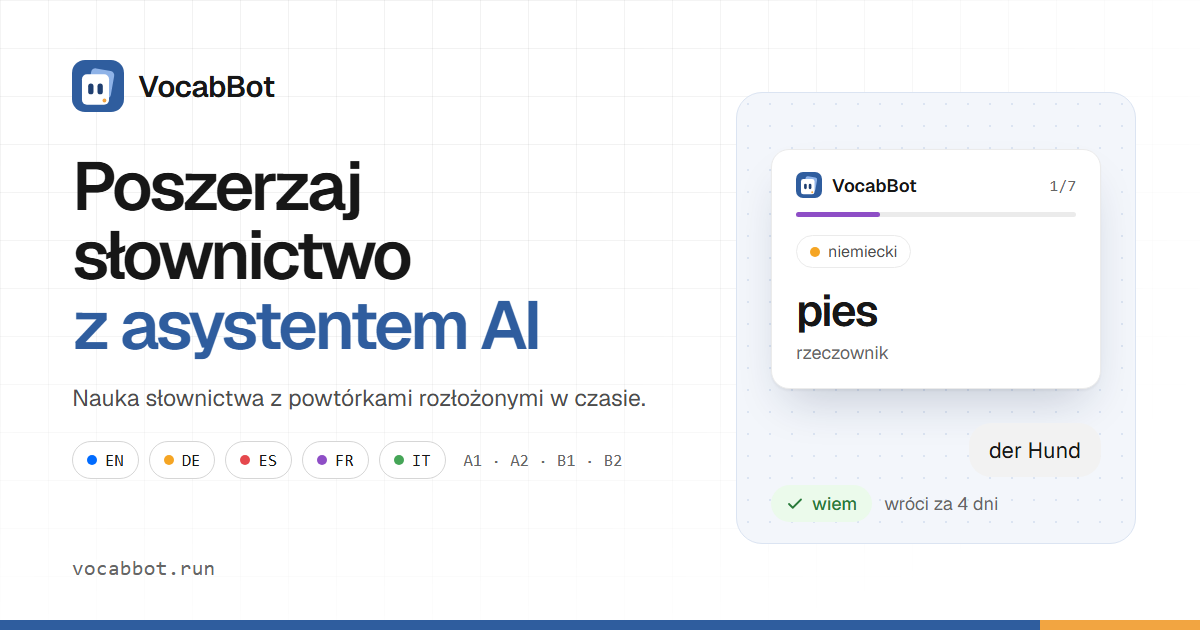 VocabBot
Poszerzaj
słownictwo
z asystentem AI
Nauka słownictwa z powtórkami rozłożonymi w czasie.
EN DE ES FR IT A1 · A2 · B1 · B2
vocabbot.run
VocabBot 1/7
niemiecki
pies
rzeczownik
der Hund
✓ wiem wróci za 4 dni